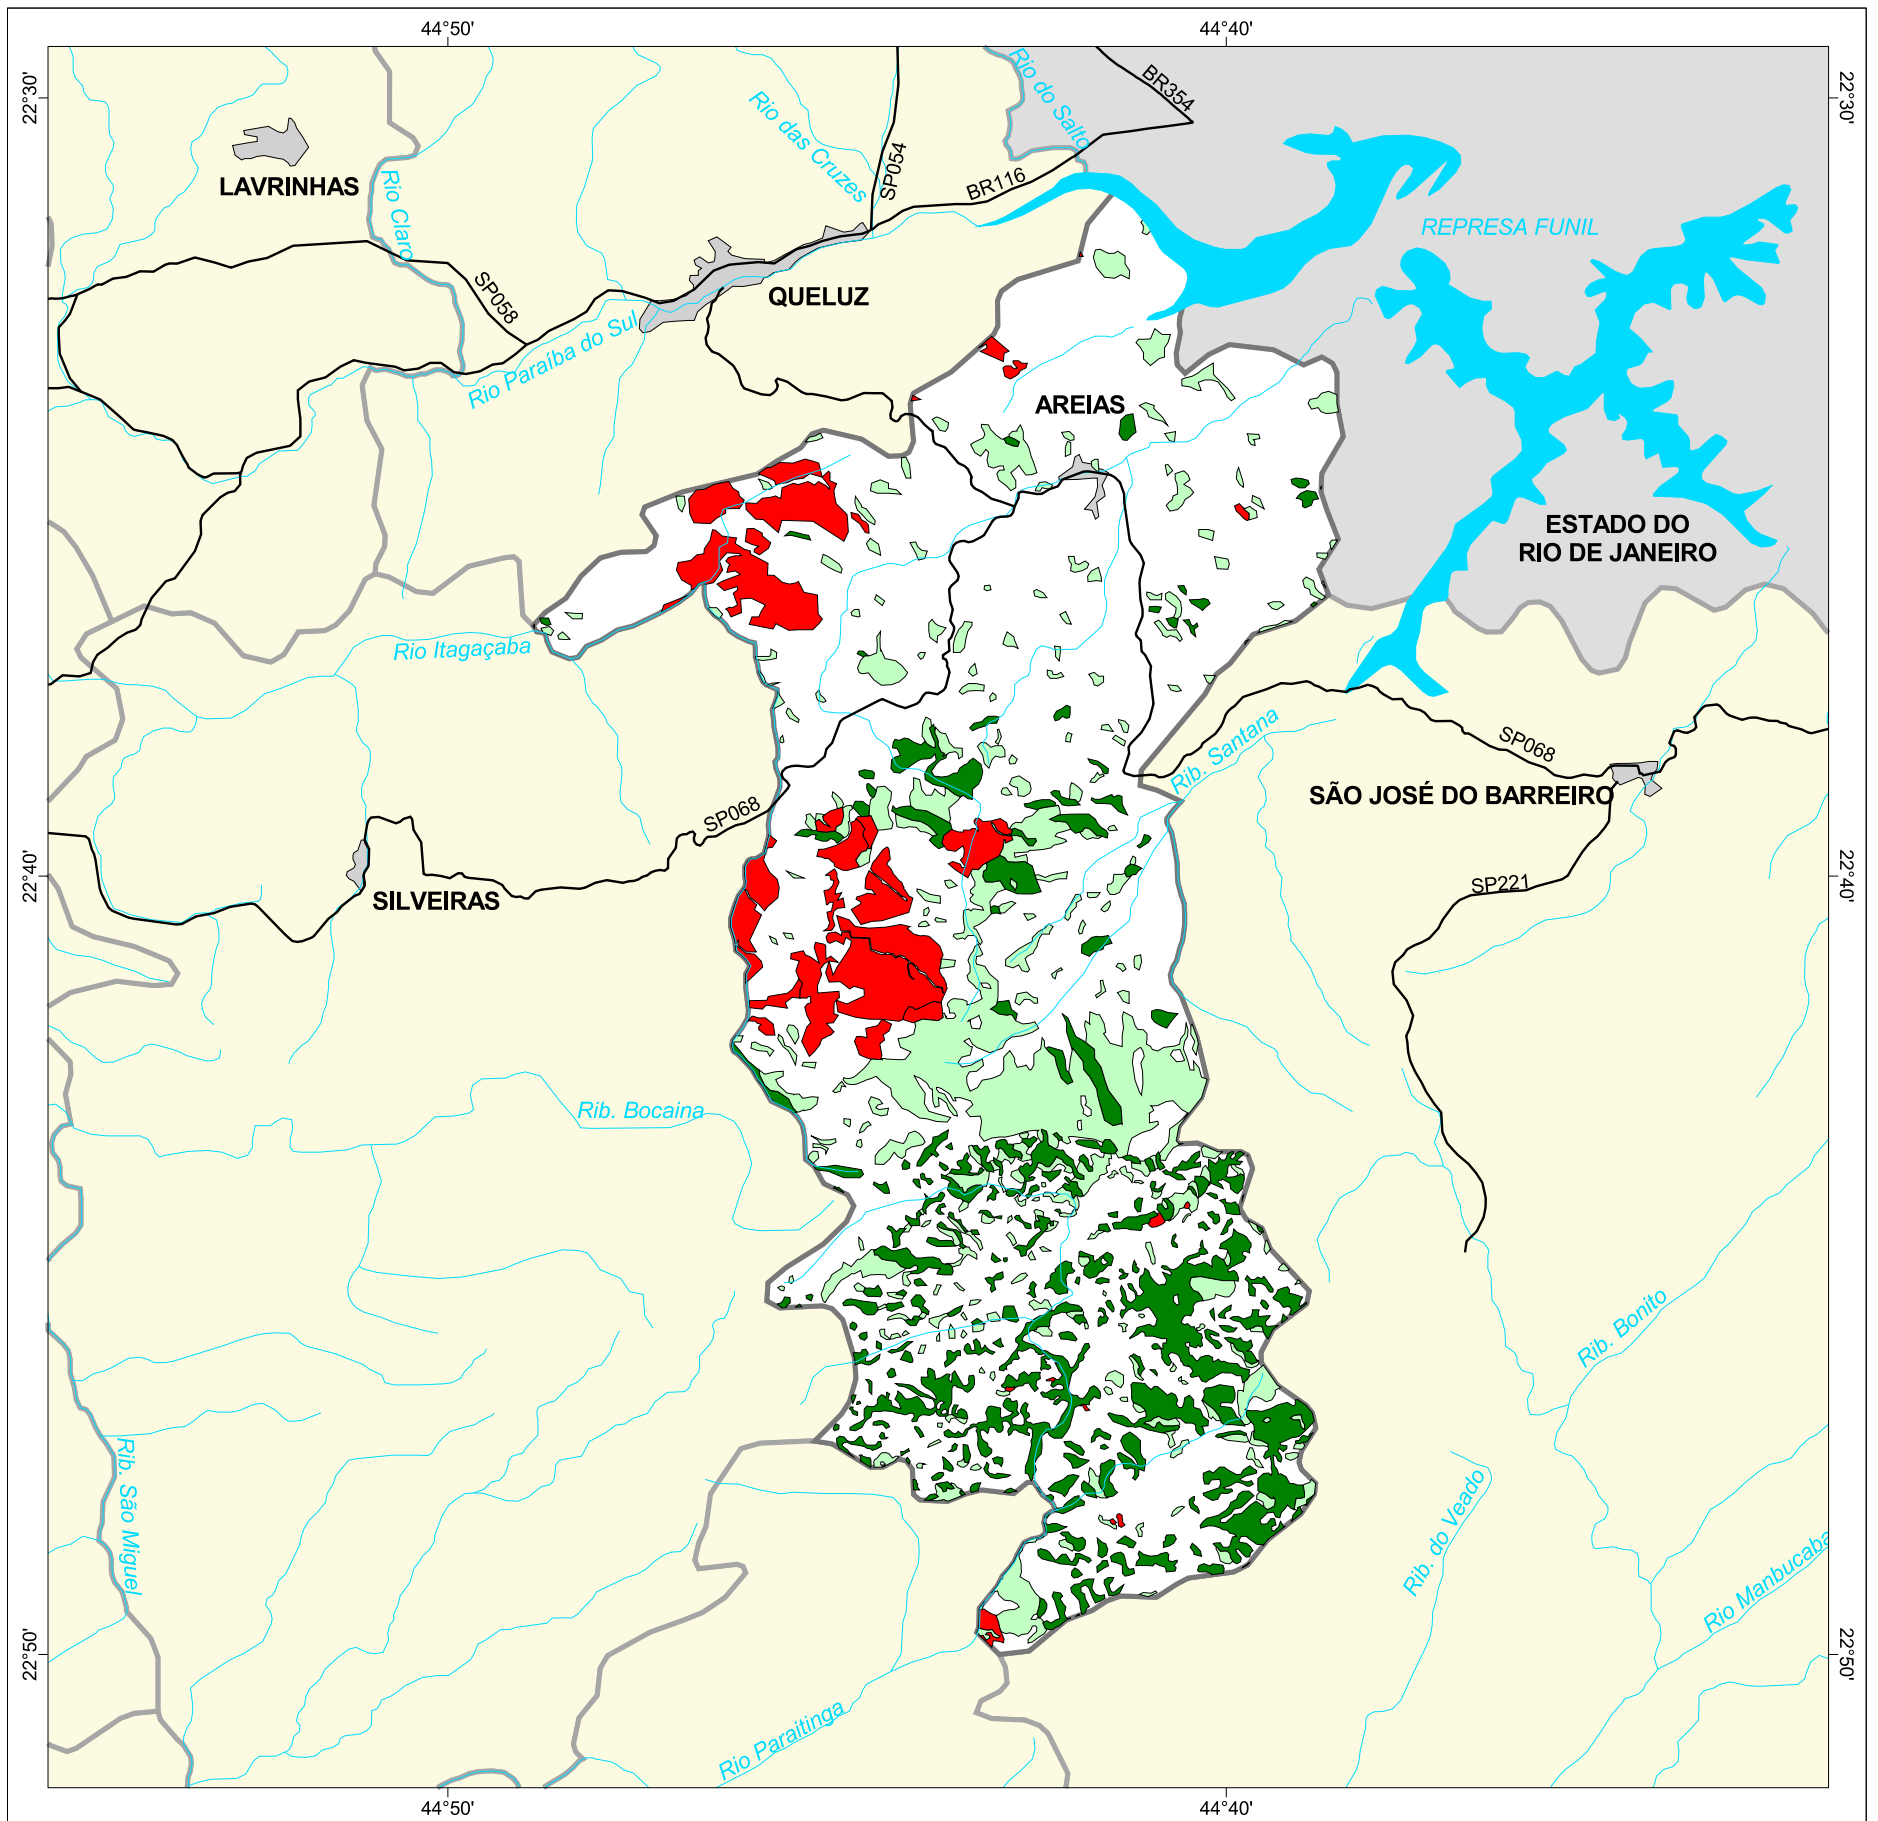 44°50'
44°40'
22°30'
22°30'
Rio do Salto
BR354
Rio das Cruzes
SP054
BR116
LAVRINHAS
Rio Claro
REPRESA FUNIL
SP058
QUELUZ
Rio Paraíba do Sul
AREIAS
ESTADO DO
RIO DE JANEIRO
Rio Itagaçaba
Rib. Santana
SP068
SÃO JOSÉ DO BARREIRO
SP068
22°40'
22°40'
SP221
SILVEIRAS
Rib. Bocaina
Rib. Bonito
Rib. São Miguel
Rib. do Veado
Rio Manbucaba
22°50'
22°50'
Rio Paraitinga
44°50'
44°40'